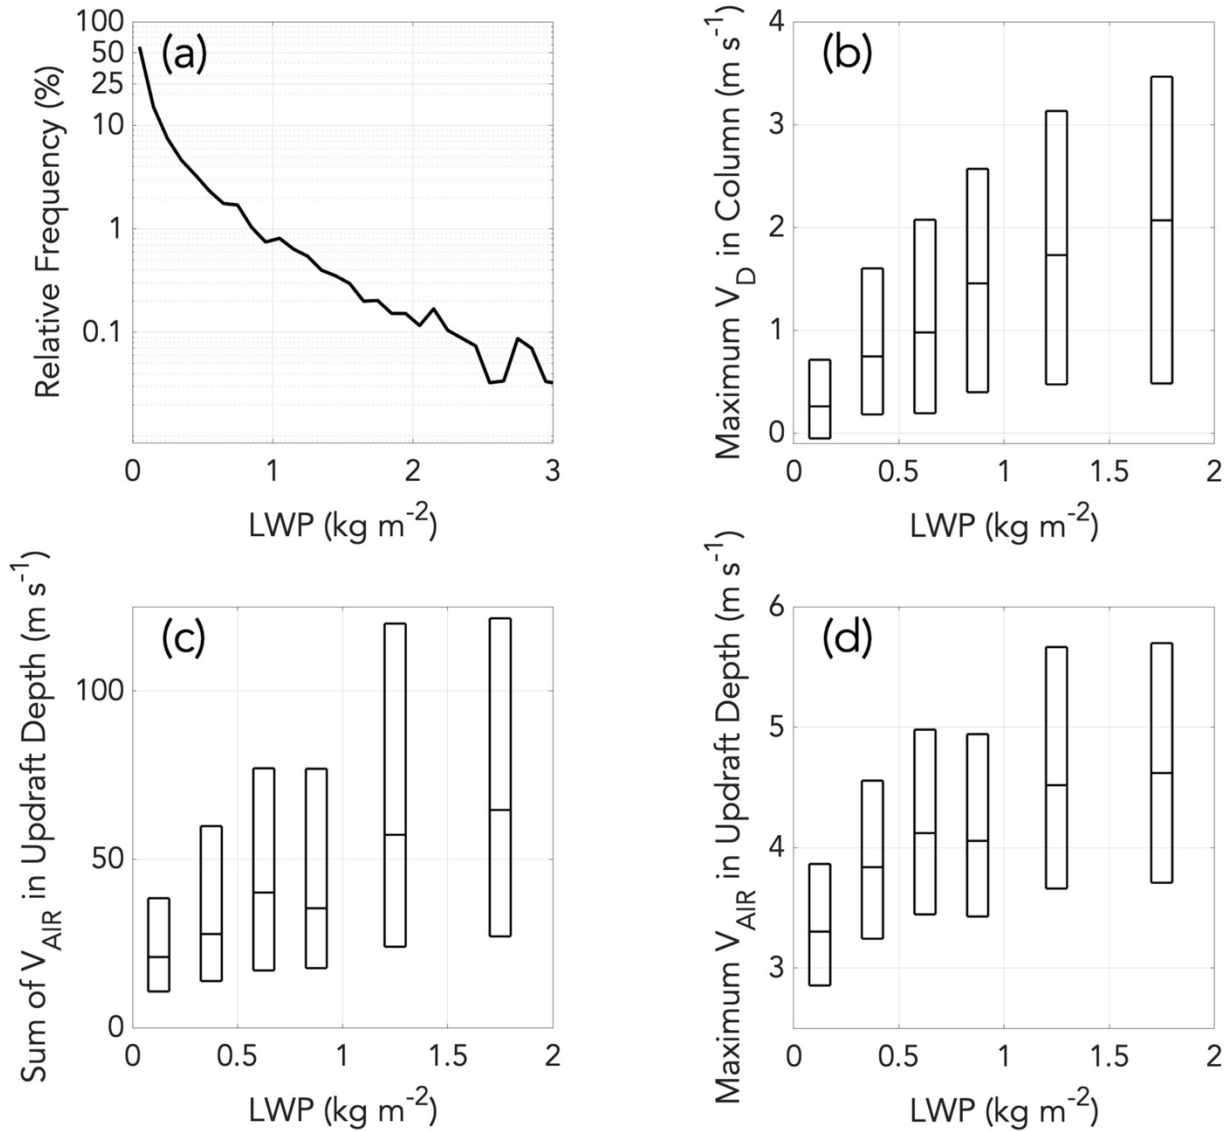 (a)
Relative Frequency (%)
100
50
25
10
1
0.1
0 1 2 3
LWP (kg m⁻²)
(b)
Maximum V_D in Column (m s⁻¹)
4
3
2
1
0
0 0.5 1 1.5 2
LWP (kg m⁻²)
(c)
Sum of V_AIR in Updraft Depth (m s⁻¹)
100
50
0
0 0.5 1 1.5 2
LWP (kg m⁻²)
(d)
Maximum V_AIR in Updraft Depth (m s⁻¹)
6
5
4
3
0 0.5 1 1.5 2
LWP (kg m⁻²)